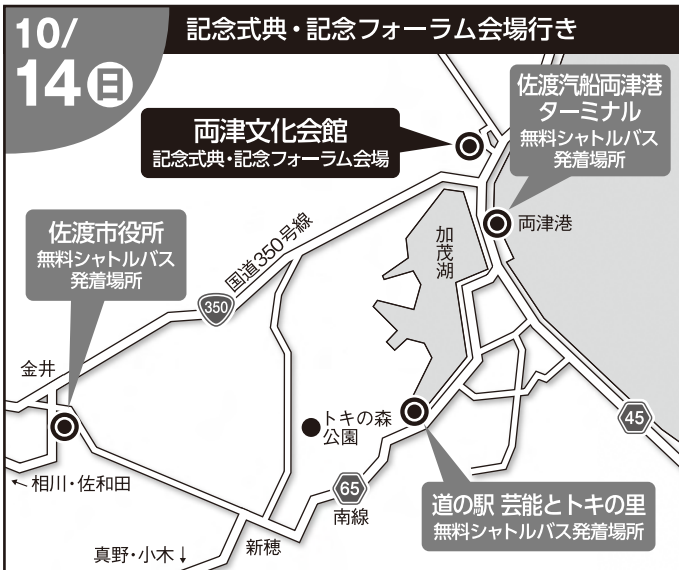 10/
14日
記念式典・記念フォーラム会場行き
佐渡汽船両津港
ターミナル
無料シャトルバス
発着場所
両津文化会館
記念式典・記念フォーラム会場
佐渡市役所
無料シャトルバス
発着場所
国道350号線
350
加茂湖
両津港
金井
トキの森
公園
45
相川・佐和田
65
南線
道の駅 芸能とトキの里
無料シャトルバス発着場所
新穂
真野・小木↓